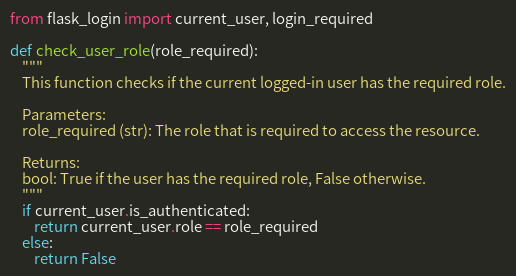 from flask_login import current_user, login_required

def check_user_role(role_required):
    """
    This function checks if the current logged-in user has the required role.

    Parameters:
    role_required (str): The role that is required to access the resource.

    Returns:
    bool: True if the user has the required role, False otherwise.
    """
    if current_user.is_authenticated:
        return current_user.role == role_required
    else:
        return False